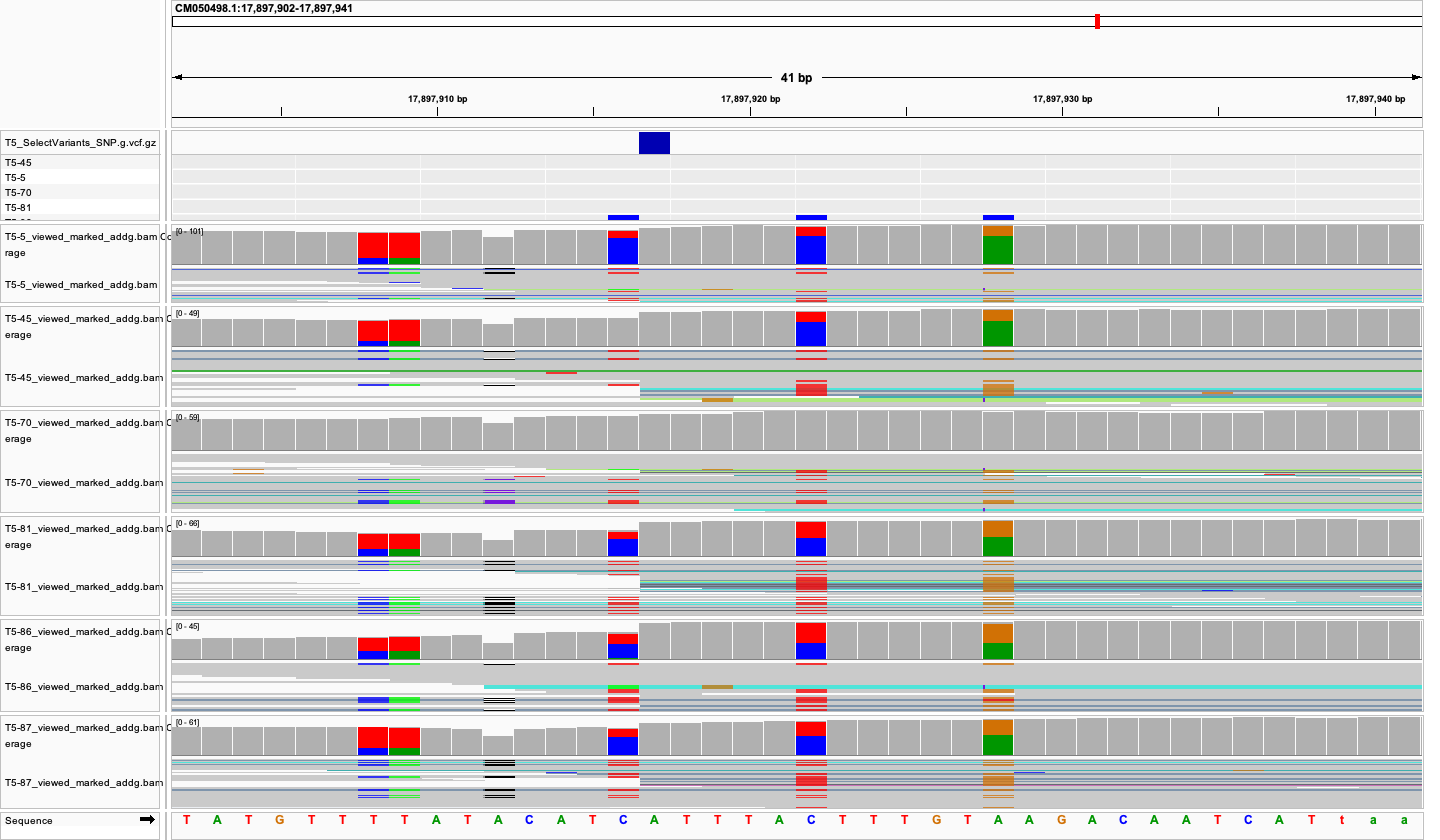 CM050498.1:17,897,902-17,897,941
41 bp
17,897,910 bp 17,897,920 bp 17,897,930 bp 17,897,940 bp
T5_SelectVariants_SNP.g.vcf.gz
T5-45
T5-5
T5-70
T5-81
T5-5_viewed_marked_addg.bam Co
rage
[0 - 101]
T5-5_viewed_marked_addg.bam
T5-45_viewed_marked_addg.bam C
erage
[0 - 49]
T5-45_viewed_marked_addg.bam
T5-70_viewed_marked_addg.bam C
erage
[0 - 59]
T5-70_viewed_marked_addg.bam
T5-81_viewed_marked_addg.bam C
erage
[0 - 66]
T5-81_viewed_marked_addg.bam
T5-86_viewed_marked_addg.bam C
erage
[0 - 45]
T5-86_viewed_marked_addg.bam
T5-87_viewed_marked_addg.bam C
erage
[0 - 61]
T5-87_viewed_marked_addg.bam
Sequence T A T G T T T T A T A C A T C A T T T A C T T T G T A A G A C A A T C A T t a a